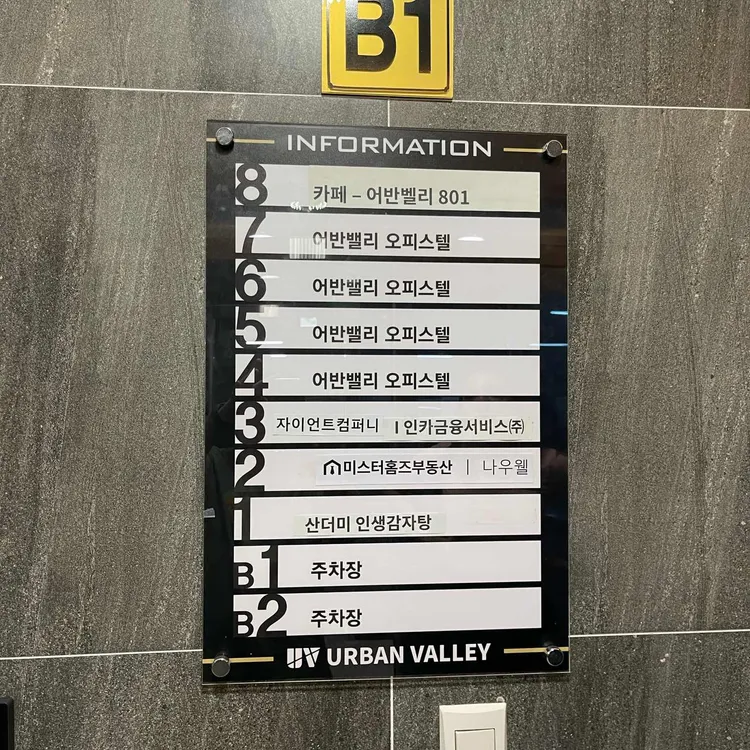 B1
INFORMATION
8 카페 – 어반벨리 801
7 어반밸리 오피스텔
6 어반밸리 오피스텔
5 어반밸리 오피스텔
4 어반밸리 오피스텔
3 자이언트컴퍼니 I 인카금융서비스㈜
2 미스터홈즈부동산 | 나우웰
1 산더미 인생감자탕
B1 주차장
B2 주차장
UV URBAN VALLEY